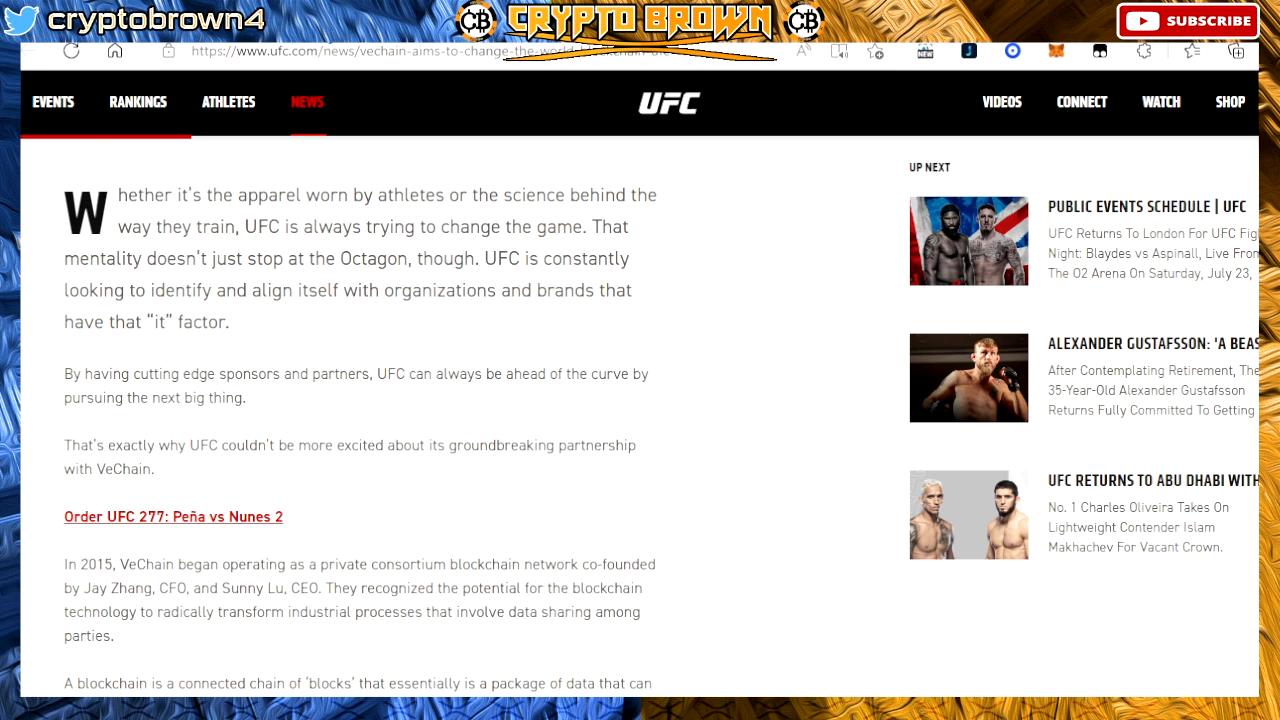 cryptobrown4
CB
CRYPTO BROWN
CB
SUBSCRIBE
https://www.ufc.com/news/vechain-aims-to-change-the-world
NEW
EVENTS
RANKINGS
ATHLETES
NEWS
UFC
VIDEOS
CONNECT
WATCH
SHOP
Whether it's the apparel worn by athletes or the science behind the
way they train, UFC is always trying to change the game. That
mentality doesn't just stop at the Octagon, though. UFC is constantly
looking to identify and align itself with organizations and brands that
have that “it” factor.
By having cutting edge sponsors and partners, UFC can always be ahead of the curve by
pursuing the next big thing.
That's exactly why UFC couldn't be more excited about its groundbreaking partnership
with VeChain.
Order UFC 277: Peña vs Nunes 2
In 2015, VeChain began operating as a private consortium blockchain network co-founded
by Jay Zhang, CFO, and Sunny Lu, CEO. They recognized the potential for the blockchain
technology to radically transform industrial processes that involve data sharing among
parties.
A blockchain is a connected chain of ‘blocks’ that essentially is a package of data that can
UP NEXT
PUBLIC EVENTS SCHEDULE | UFC
UFC Returns To London For UFC Fig
Night: Blaydes vs Aspinall, Live From
The O2 Arena On Saturday, July 23,
ALEXANDER GUSTAFSSON: 'A BEAS
After Contemplating Retirement, The
35-Year-Old Alexander Gustafsson
Returns Fully Committed To Getting
UFC RETURNS TO ABU DHABI WITH
No. 1 Charles Oliveira Takes On
Lightweight Contender Islam
Makhachev For Vacant Crown.